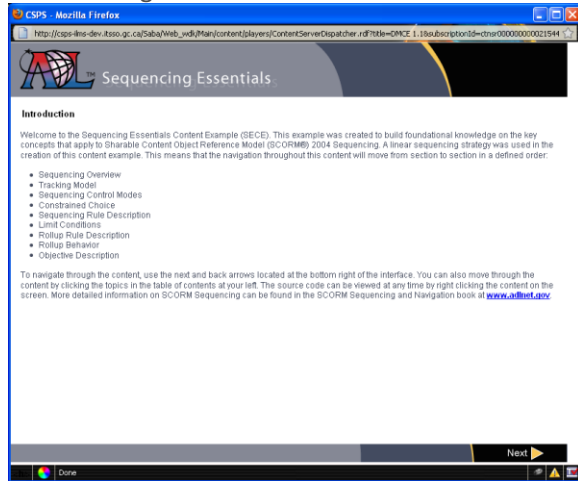 CSPS - Mozilla Firefox
http://csps-lms-dev.itsso.gc.ca/Saba/Web_wdk/Main/content/players/ContentServerDispatcher.rdf?title=DMCE 1.1&subscriptionId=ctnsr000000000021544
ADL™ Sequencing Essentials
Introduction
Welcome to the Sequencing Essentials Content Example (SECE). This example was created to build foundational knowledge on the key
concepts that apply to Sharable Content Object Reference Model (SCORM®) 2004 Sequencing. A linear sequencing strategy was used in the
creation of this content example. This means that the navigation throughout this content will move from section to section in a defined order:
• Sequencing Overview
• Tracking Model
• Sequencing Control Modes
• Constrained Choice
• Sequencing Rule Description
• Limit Conditions
• Rollup Rule Description
• Rollup Behavior
• Objective Description
To navigate through the content, use the next and back arrows located at the bottom right of the interface. You can also move through the
content by clicking the topics in the table of contents at your left. The source code can be viewed at any time by right clicking the content on the
screen. More detailed information on SCORM Sequencing can be found in the SCORM Sequencing and Navigation book at www.adlnet.gov.
Next
Done